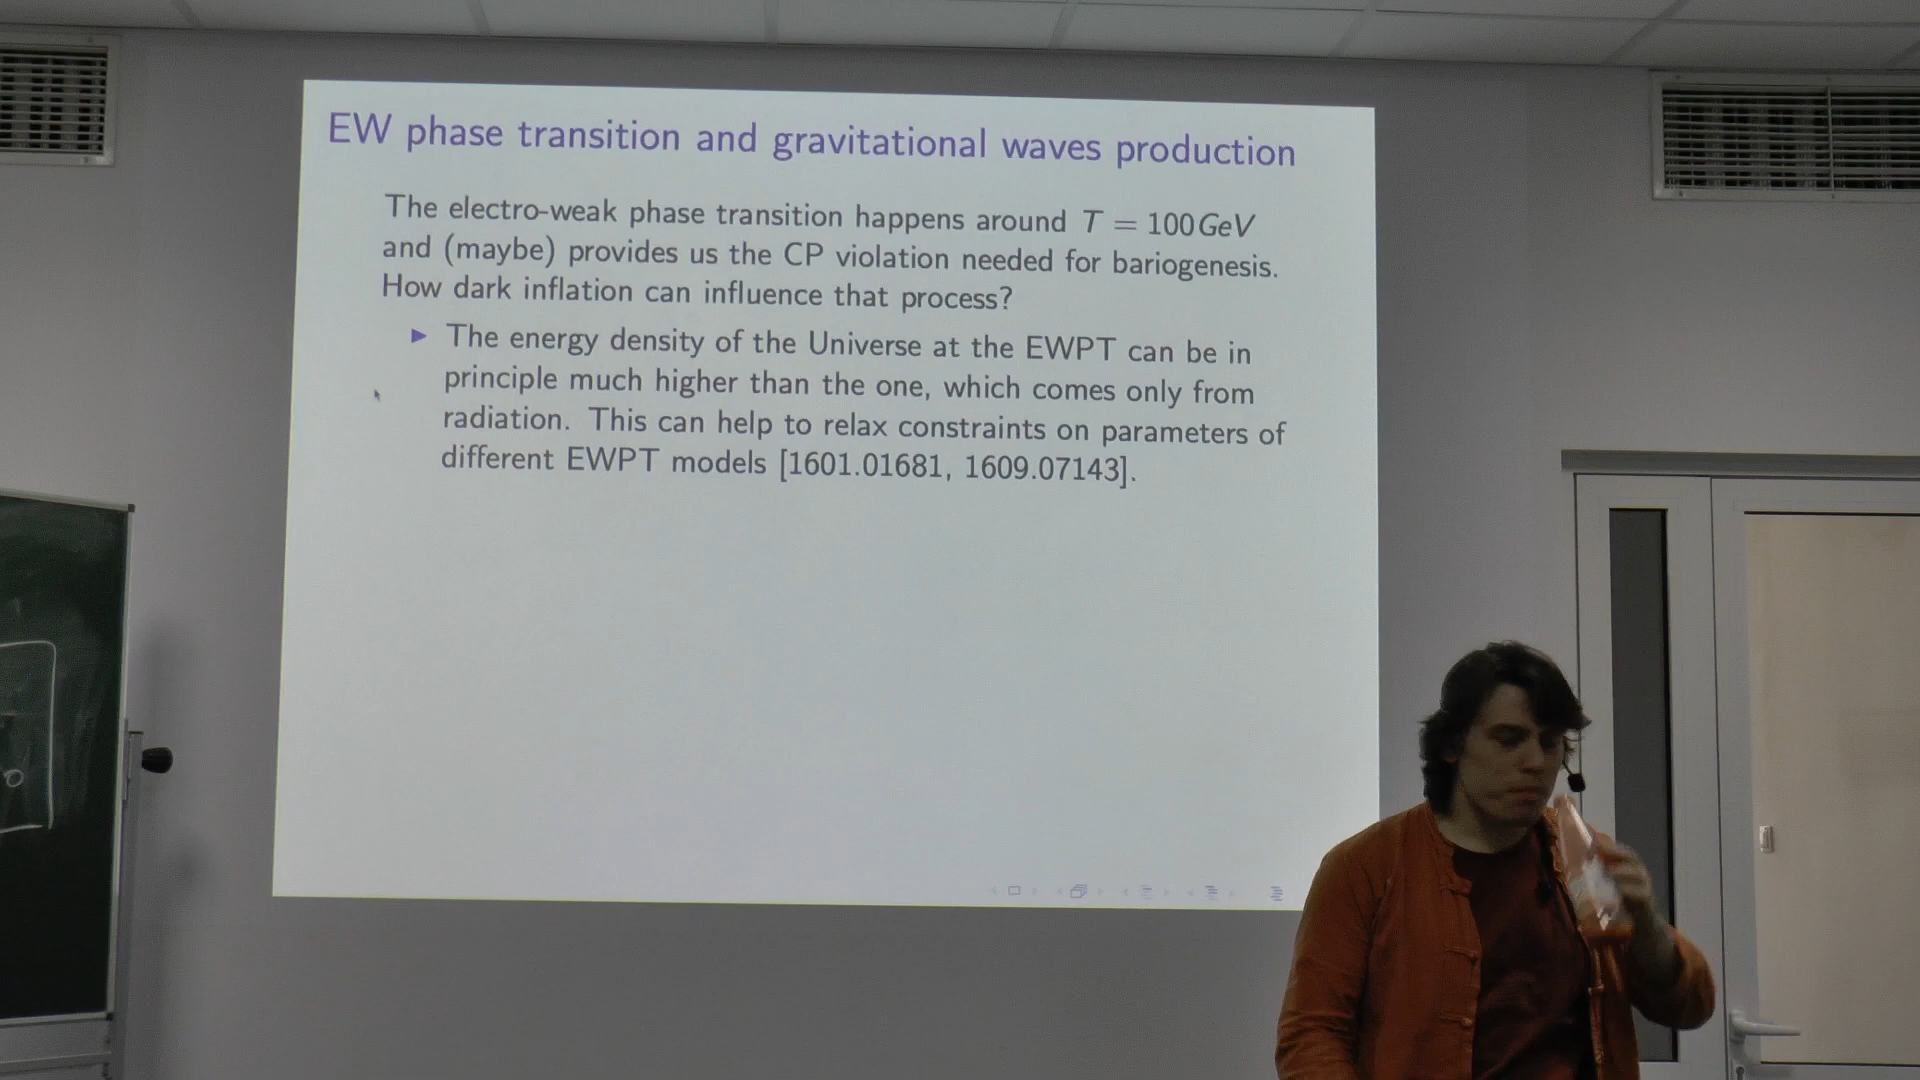 EW phase transition and gravitational waves production
The electro-weak phase transition happens around T = 100 GeV
and (maybe) provides us the CP violation needed for bariogenesis.
How dark inflation can influence that process?
► The energy density of the Universe at the EWPT can be in
principle much higher than the one, which comes only from
radiation. This can help to relax constraints on parameters of
different EWPT models [1601.01681, 1609.07143].